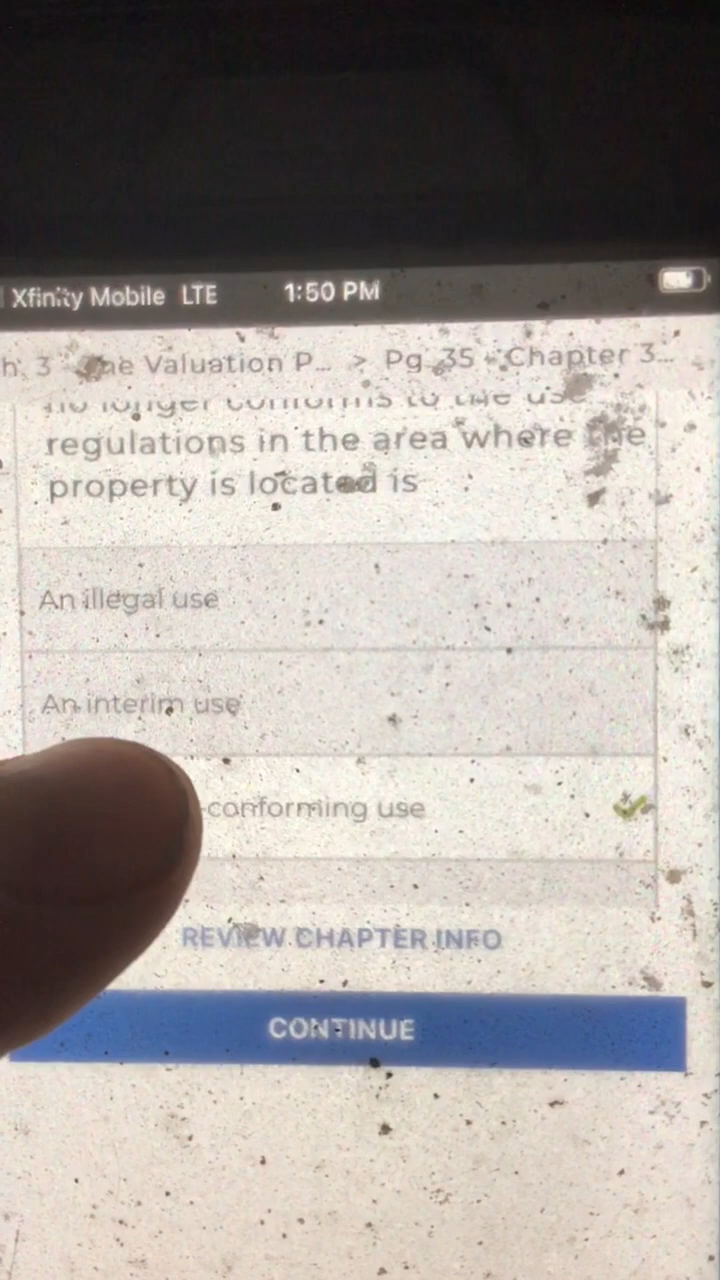 Xfinity Mobile LTE 1:50 PM
h. 3 The Valuation P... > Pg 35 - Chapter 3...
no longer conforms to the use
regulations in the area where the
property is located is
An illegal use
An interim use
-conforming use
REVIEW CHAPTER INFO
CONTINUE